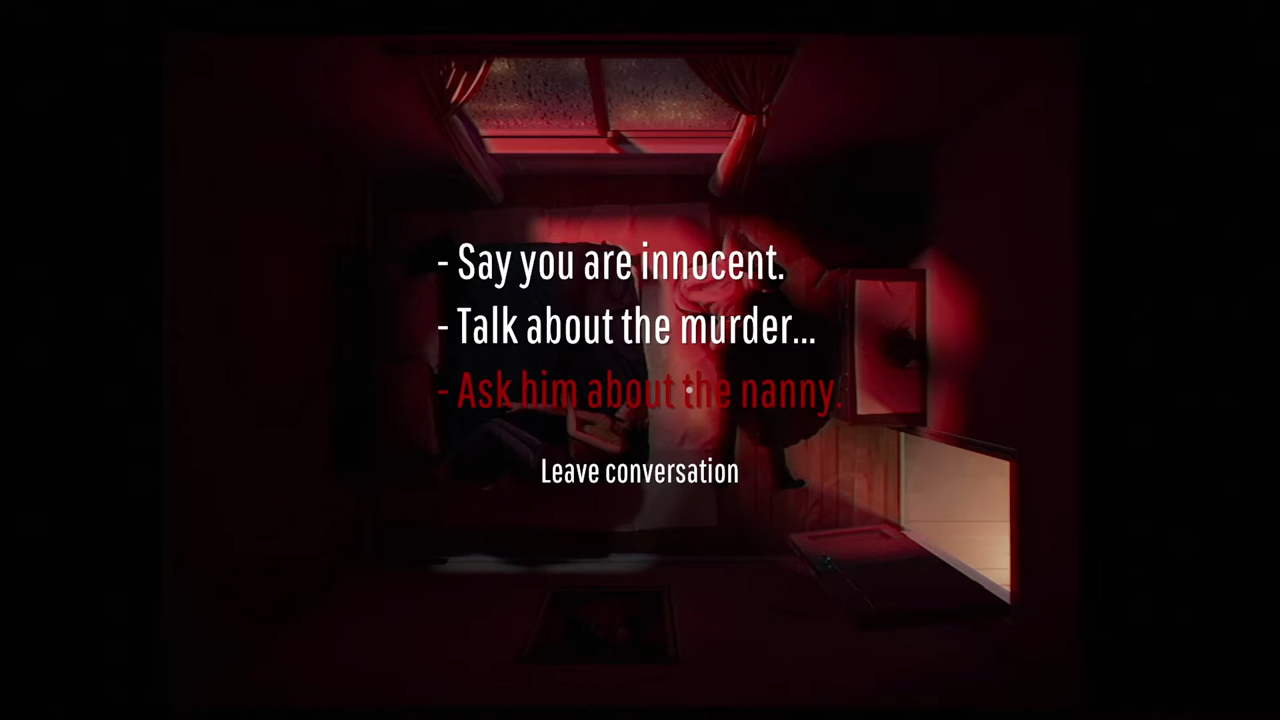 - Say you are innocent.
- Talk about the murder...
- Ask him about the nanny.
Leave conversation